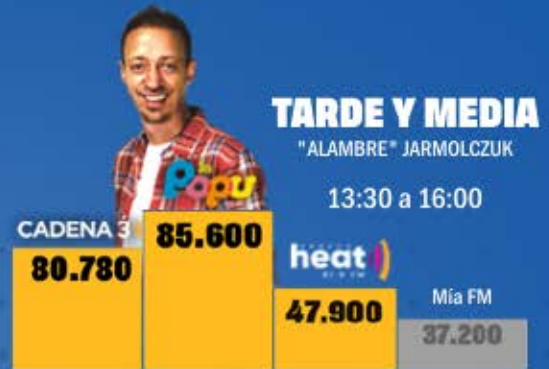 TARDE Y MEDIA
"ALAMBRE" JARMOLCZUK
13:30 a 16:00
la Popu
CADENA 3
85.600
80.780
heat
47.900
Mía FM
37.200